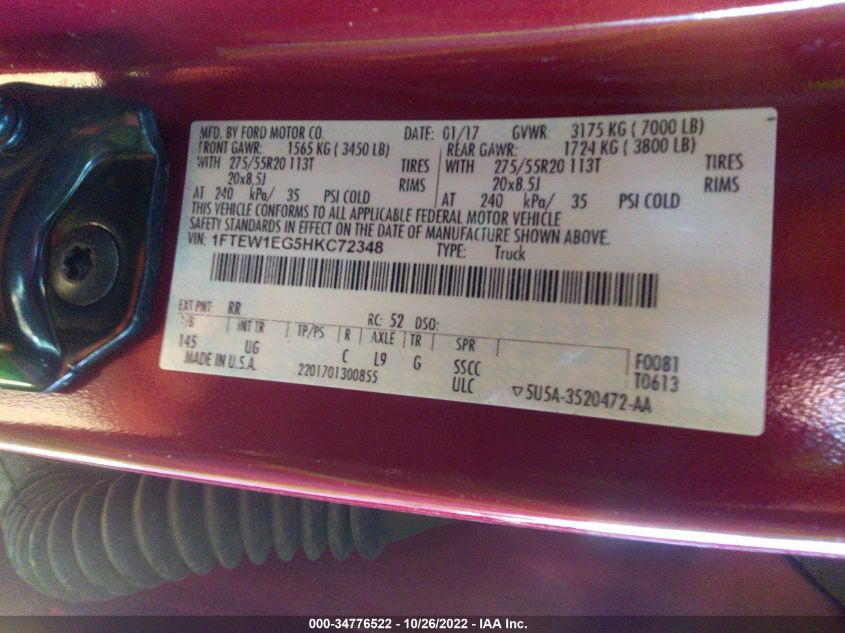 MFD. BY FORD MOTOR CO. DATE: 01/17 GVWR: 3175 KG ( 7000 LB)
FRONT GAWR: 1565 KG ( 3450 LB) REAR GAWR: 1724 KG ( 3800 LB)
WITH 275/55R20 113T TIRES WITH 275/55R20 113T TIRES
20x8.5J RIMS 20x8.5J RIMS
AT 240 kPa/ 35 PSI COLD AT 240 kPa/ 35 PSI COLD
THIS VEHICLE CONFORMS TO ALL APPLICABLE FEDERAL MOTOR VEHICLE
SAFETY STANDARDS IN EFFECT ON THE DATE OF MANUFACTURE SHOWN ABOVE.
VIN: 1FTEW1EG5HKC72348 TYPE: Truck
EXT PNT: RR RC: 52 DSO:
INT TR TP/PS R AXLE TR SPR
145 UG C L9 G SSCC F0081
MADE IN U.S.A. 2201701300855 ULC T0613
▽5U5A-3520472-AA
000-34776522 - 10/26/2022 - IAA Inc.